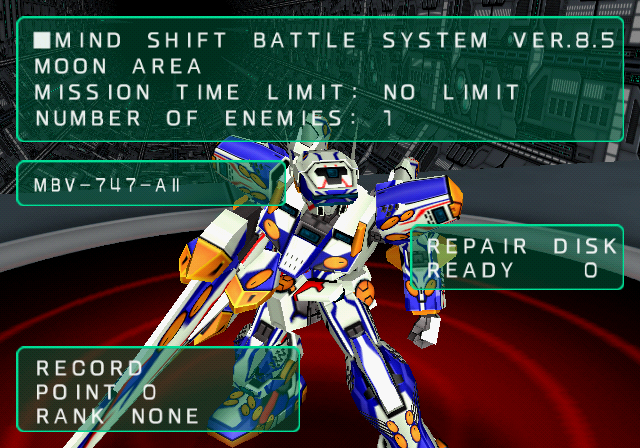 ■MIND SHIFT BATTLE SYSTEM VER.8.5
MOON AREA
MISSION TIME LIMIT: NO LIMIT
NUMBER OF ENEMIES: 1
MBV-747-AⅡ
REPAIR DISK
READY 0
RECORD
POINT 0
RANK NONE